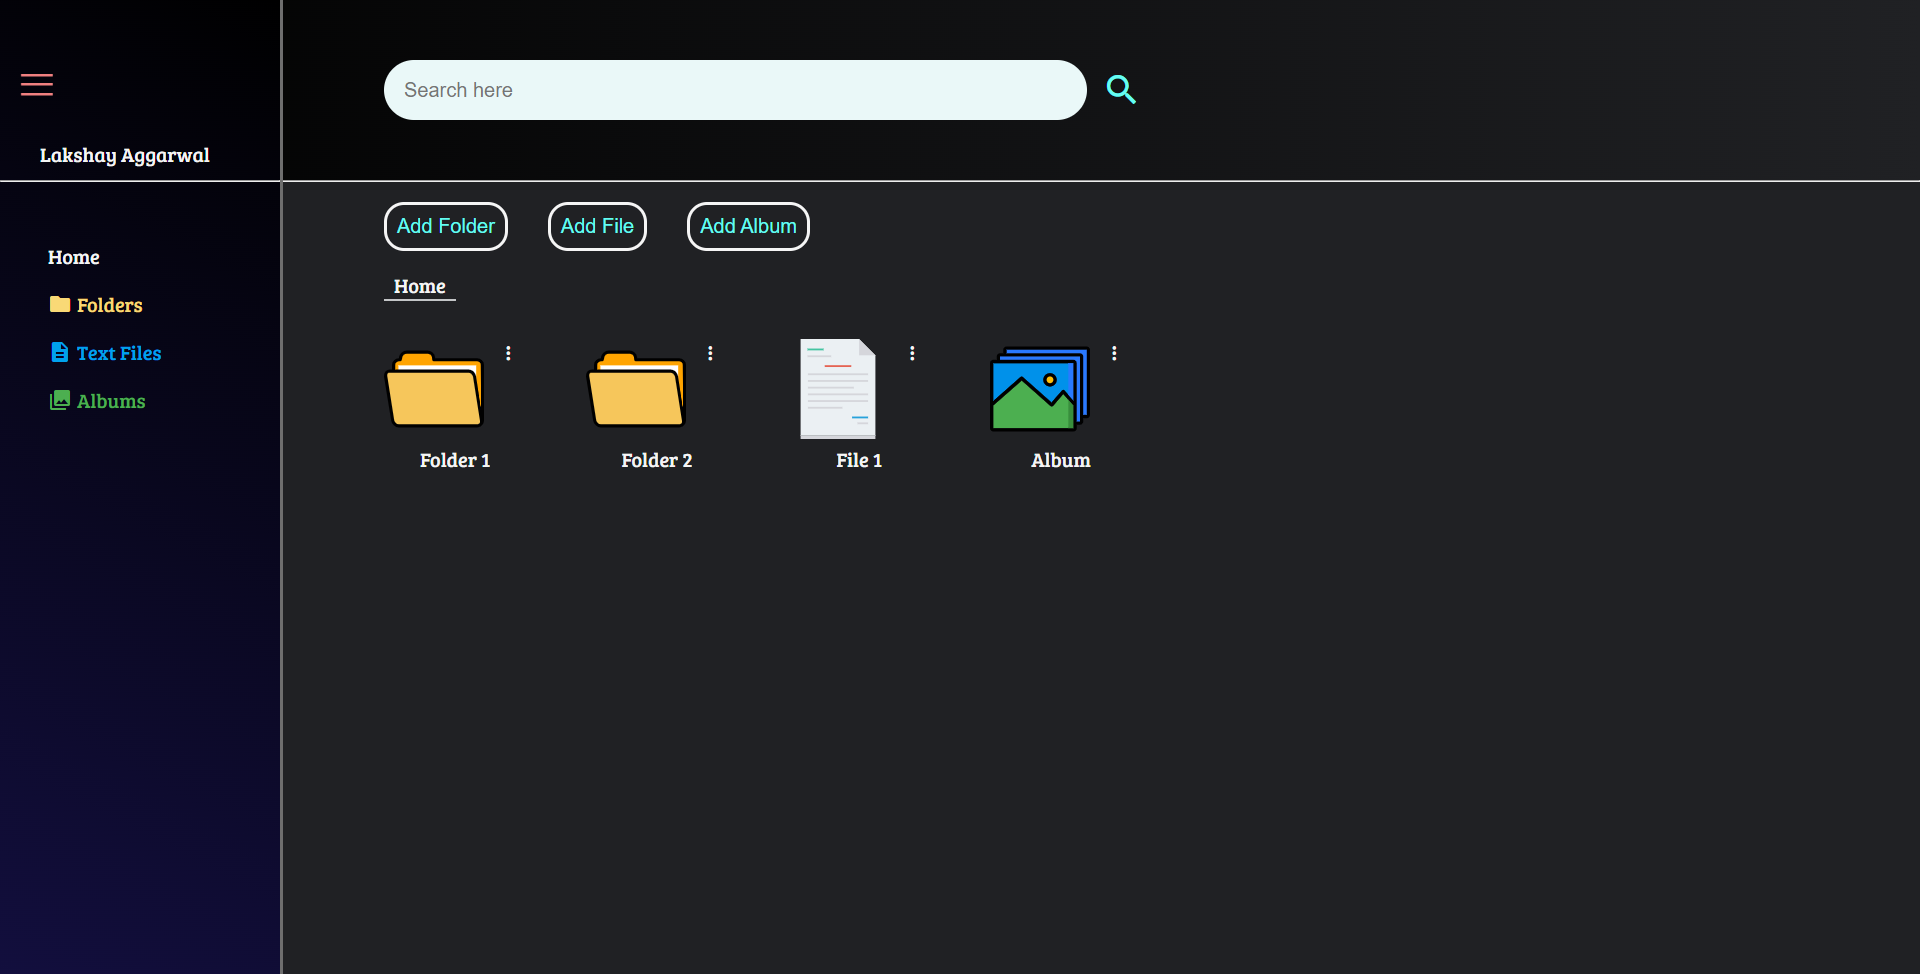 Lakshay Aggarwal
Home
Folders
Text Files
Albums
Search here
Add Folder Add File Add Album
Home
Folder 1 Folder 2 File 1 Album